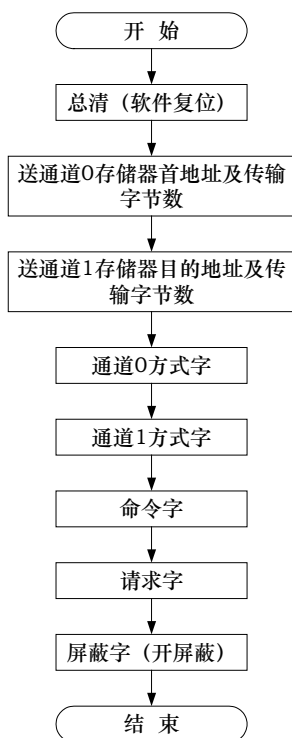 开 始
总清（软件复位）
送通道0存储器首地址及传输
字节数
送通道1存储器目的地址及传
输字节数
通道0方式字
通道1方式字
命令字
请求字
屏蔽字（开屏蔽）
结 束